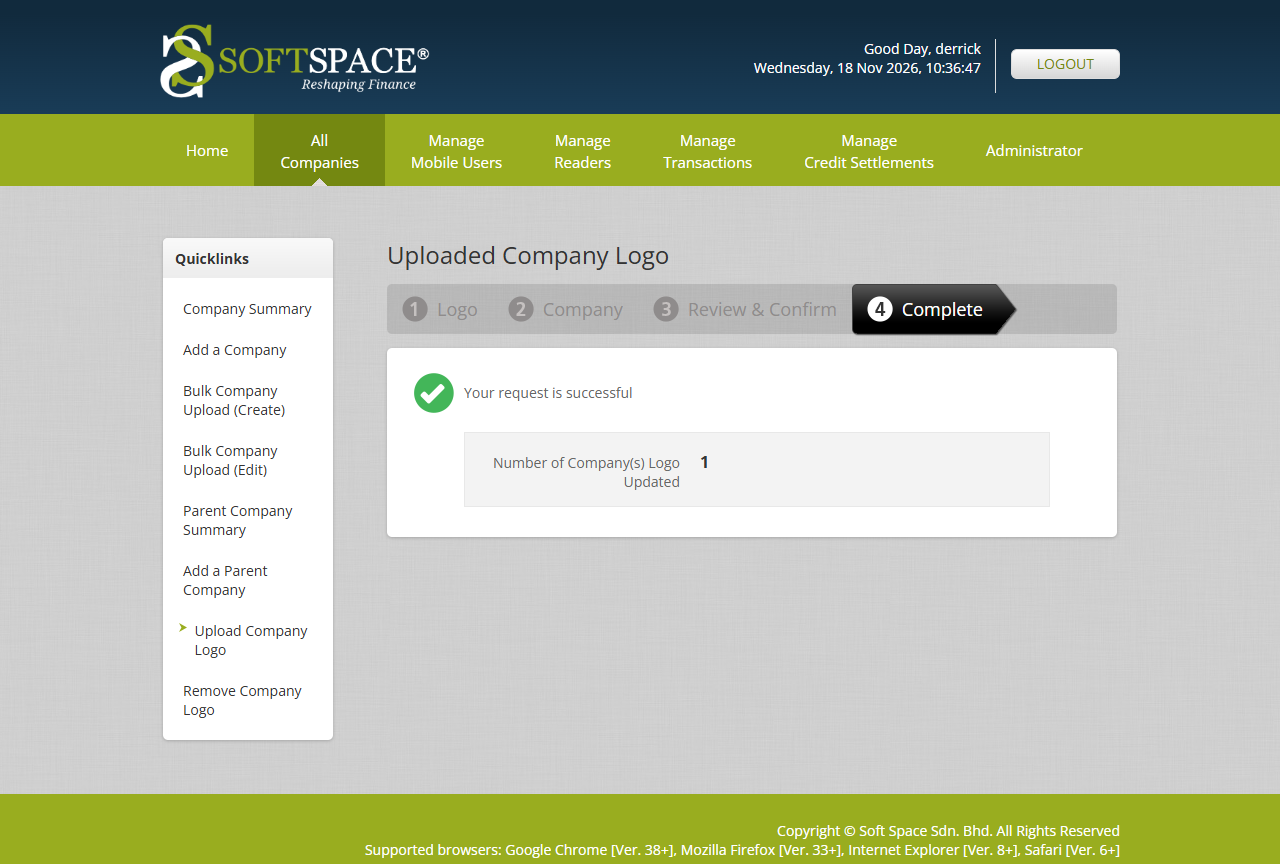 SOFTSPACE®
Reshaping Finance
Good Day, derrick
Wednesday, 18 Nov 2026, 10:36:47
LOGOUT
Home
All
Companies
Manage
Mobile Users
Manage
Readers
Manage
Transactions
Manage
Credit Settlements
Administrator
Quicklinks
Company Summary
Add a Company
Bulk Company
Upload (Create)
Bulk Company
Upload (Edit)
Parent Company
Summary
Add a Parent
Company
Upload Company
Logo
Remove Company
Logo
Uploaded Company Logo
1 Logo 2 Company 3 Review & Confirm 4 Complete
Your request is successful
Number of Company(s) Logo 1
Updated
Copyright © Soft Space Sdn. Bhd. All Rights Reserved
Supported browsers: Google Chrome [Ver. 38+], Mozilla Firefox [Ver. 33+], Internet Explorer [Ver. 8+], Safari [Ver. 6+]